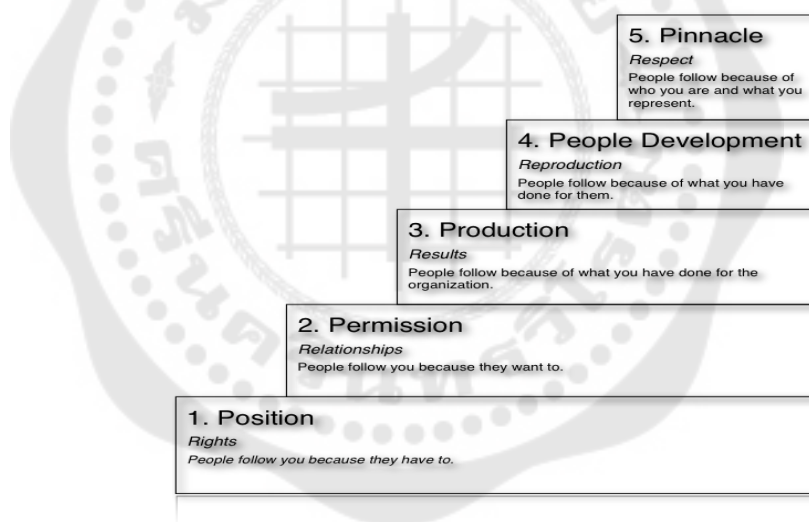 5. Pinnacle
Respect
People follow because of
who you are and what you
represent.
4. People Development
Reproduction
People follow because of what you have
done for them.
3. Production
Results
People follow because of what you have done for the
organization.
2. Permission
Relationships
People follow you because they want to.
1. Position
Rights
People follow you because they have to.